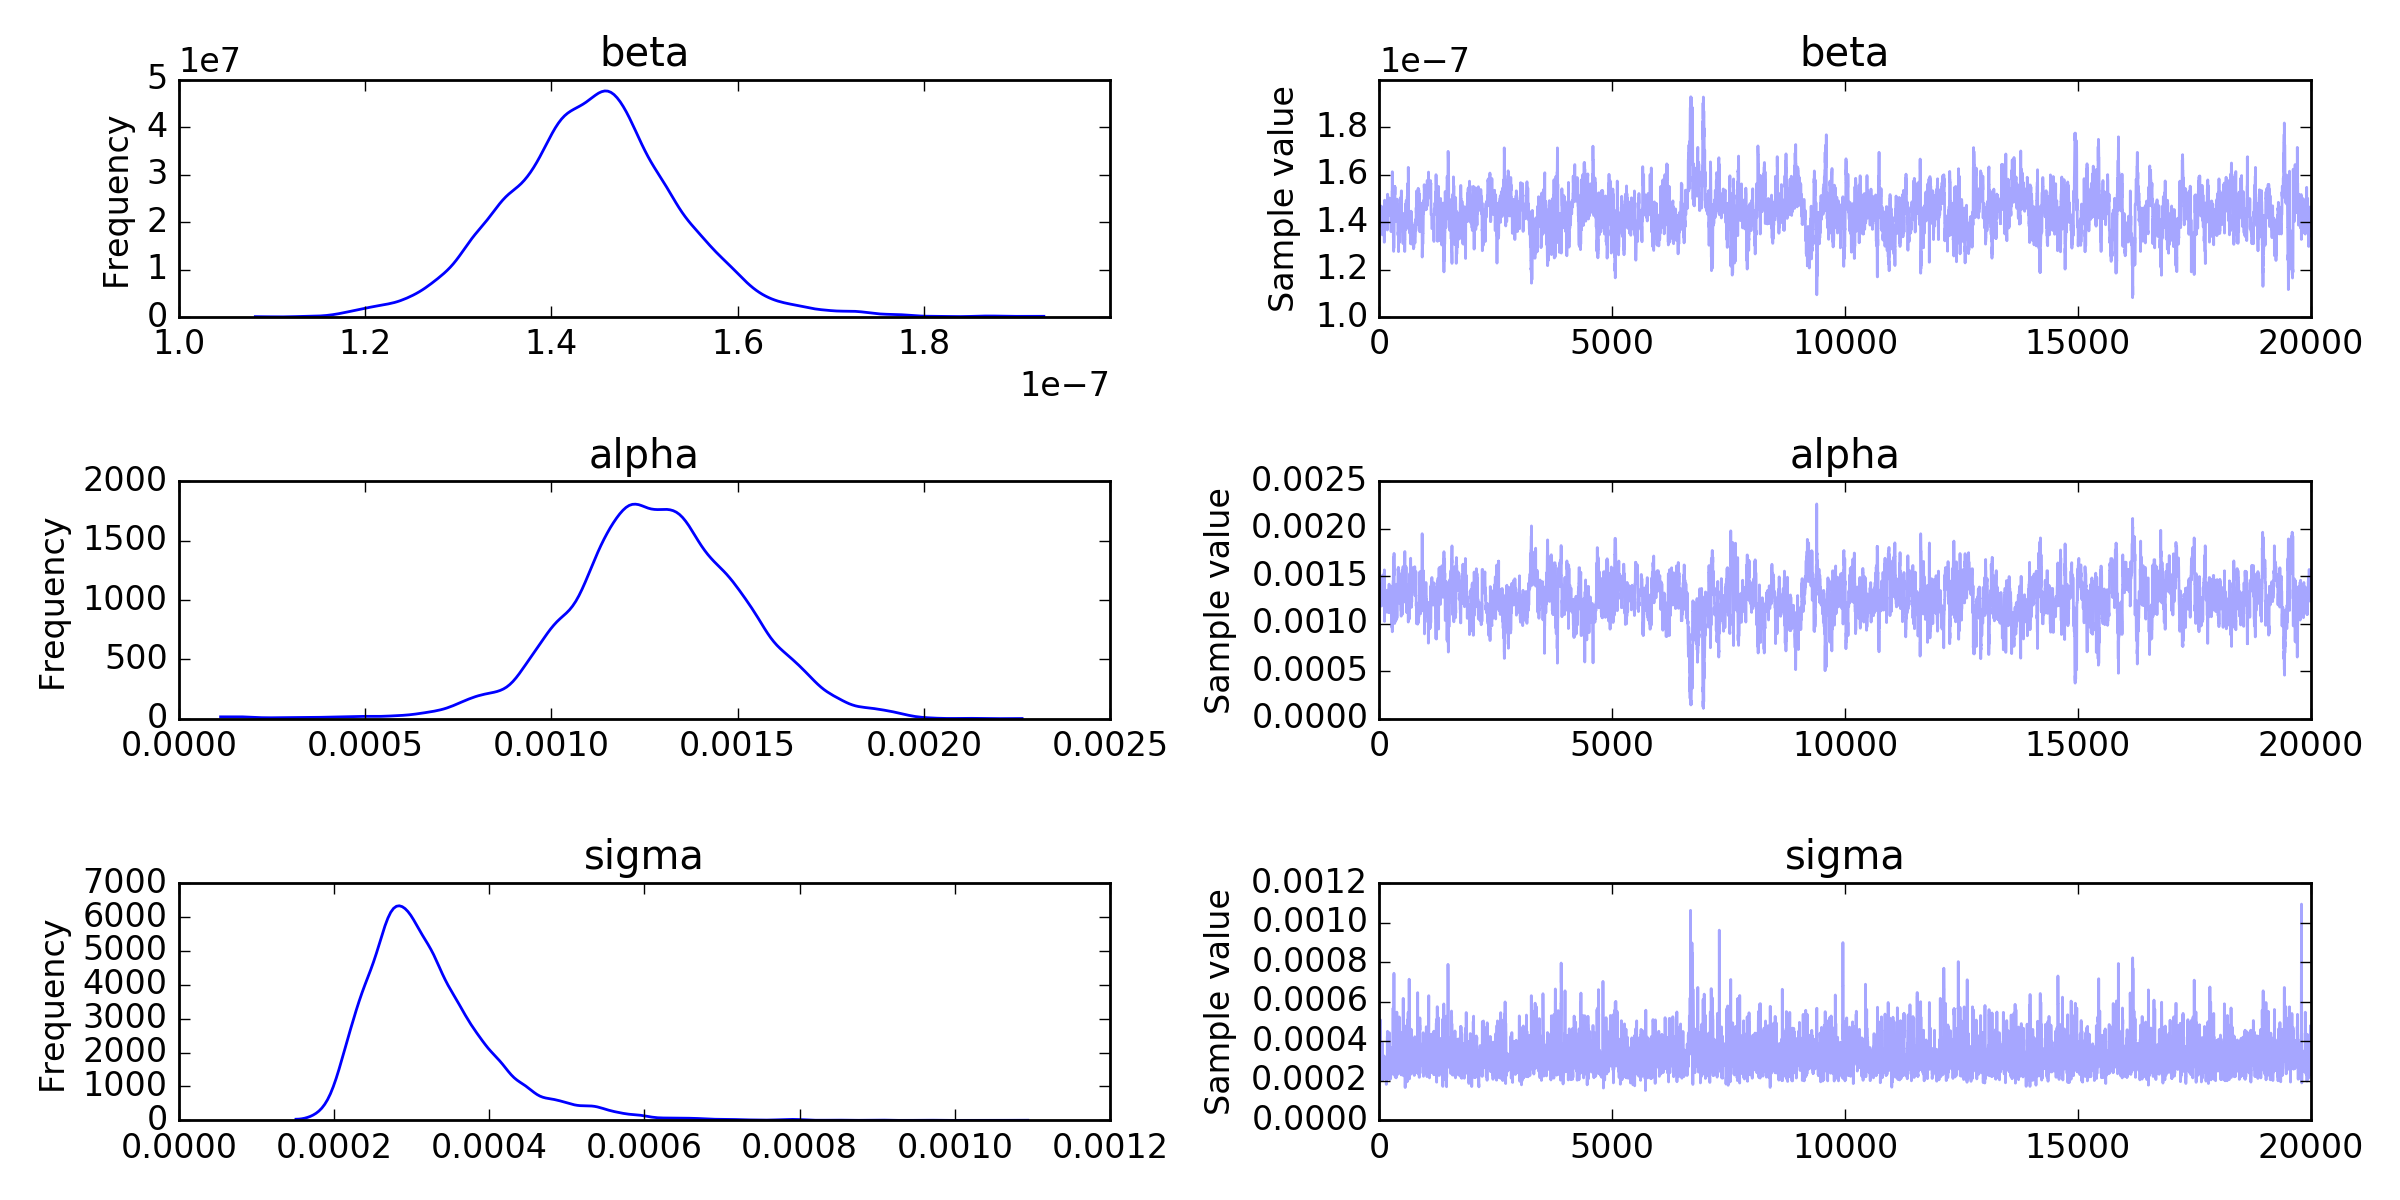 beta
1e7
5
4
3
2
1
0
Frequency
1.0 1.2 1.4 1.6 1.8
1e−7
beta
1e−7
1.8
1.6
1.4
1.2
1.0
Sample value
0 5000 10000 15000 20000
alpha
2000
1500
1000
500
0
Frequency
0.0000 0.0005 0.0010 0.0015 0.0020 0.0025
alpha
0.0025
0.0020
0.0015
0.0010
0.0005
0.0000
Sample value
0 5000 10000 15000 20000
sigma
7000
6000
5000
4000
3000
2000
1000
0
Frequency
0.0000 0.0002 0.0004 0.0006 0.0008 0.0010 0.0012
sigma
0.0012
0.0010
0.0008
0.0006
0.0004
0.0002
0.0000
Sample value
0 5000 10000 15000 20000